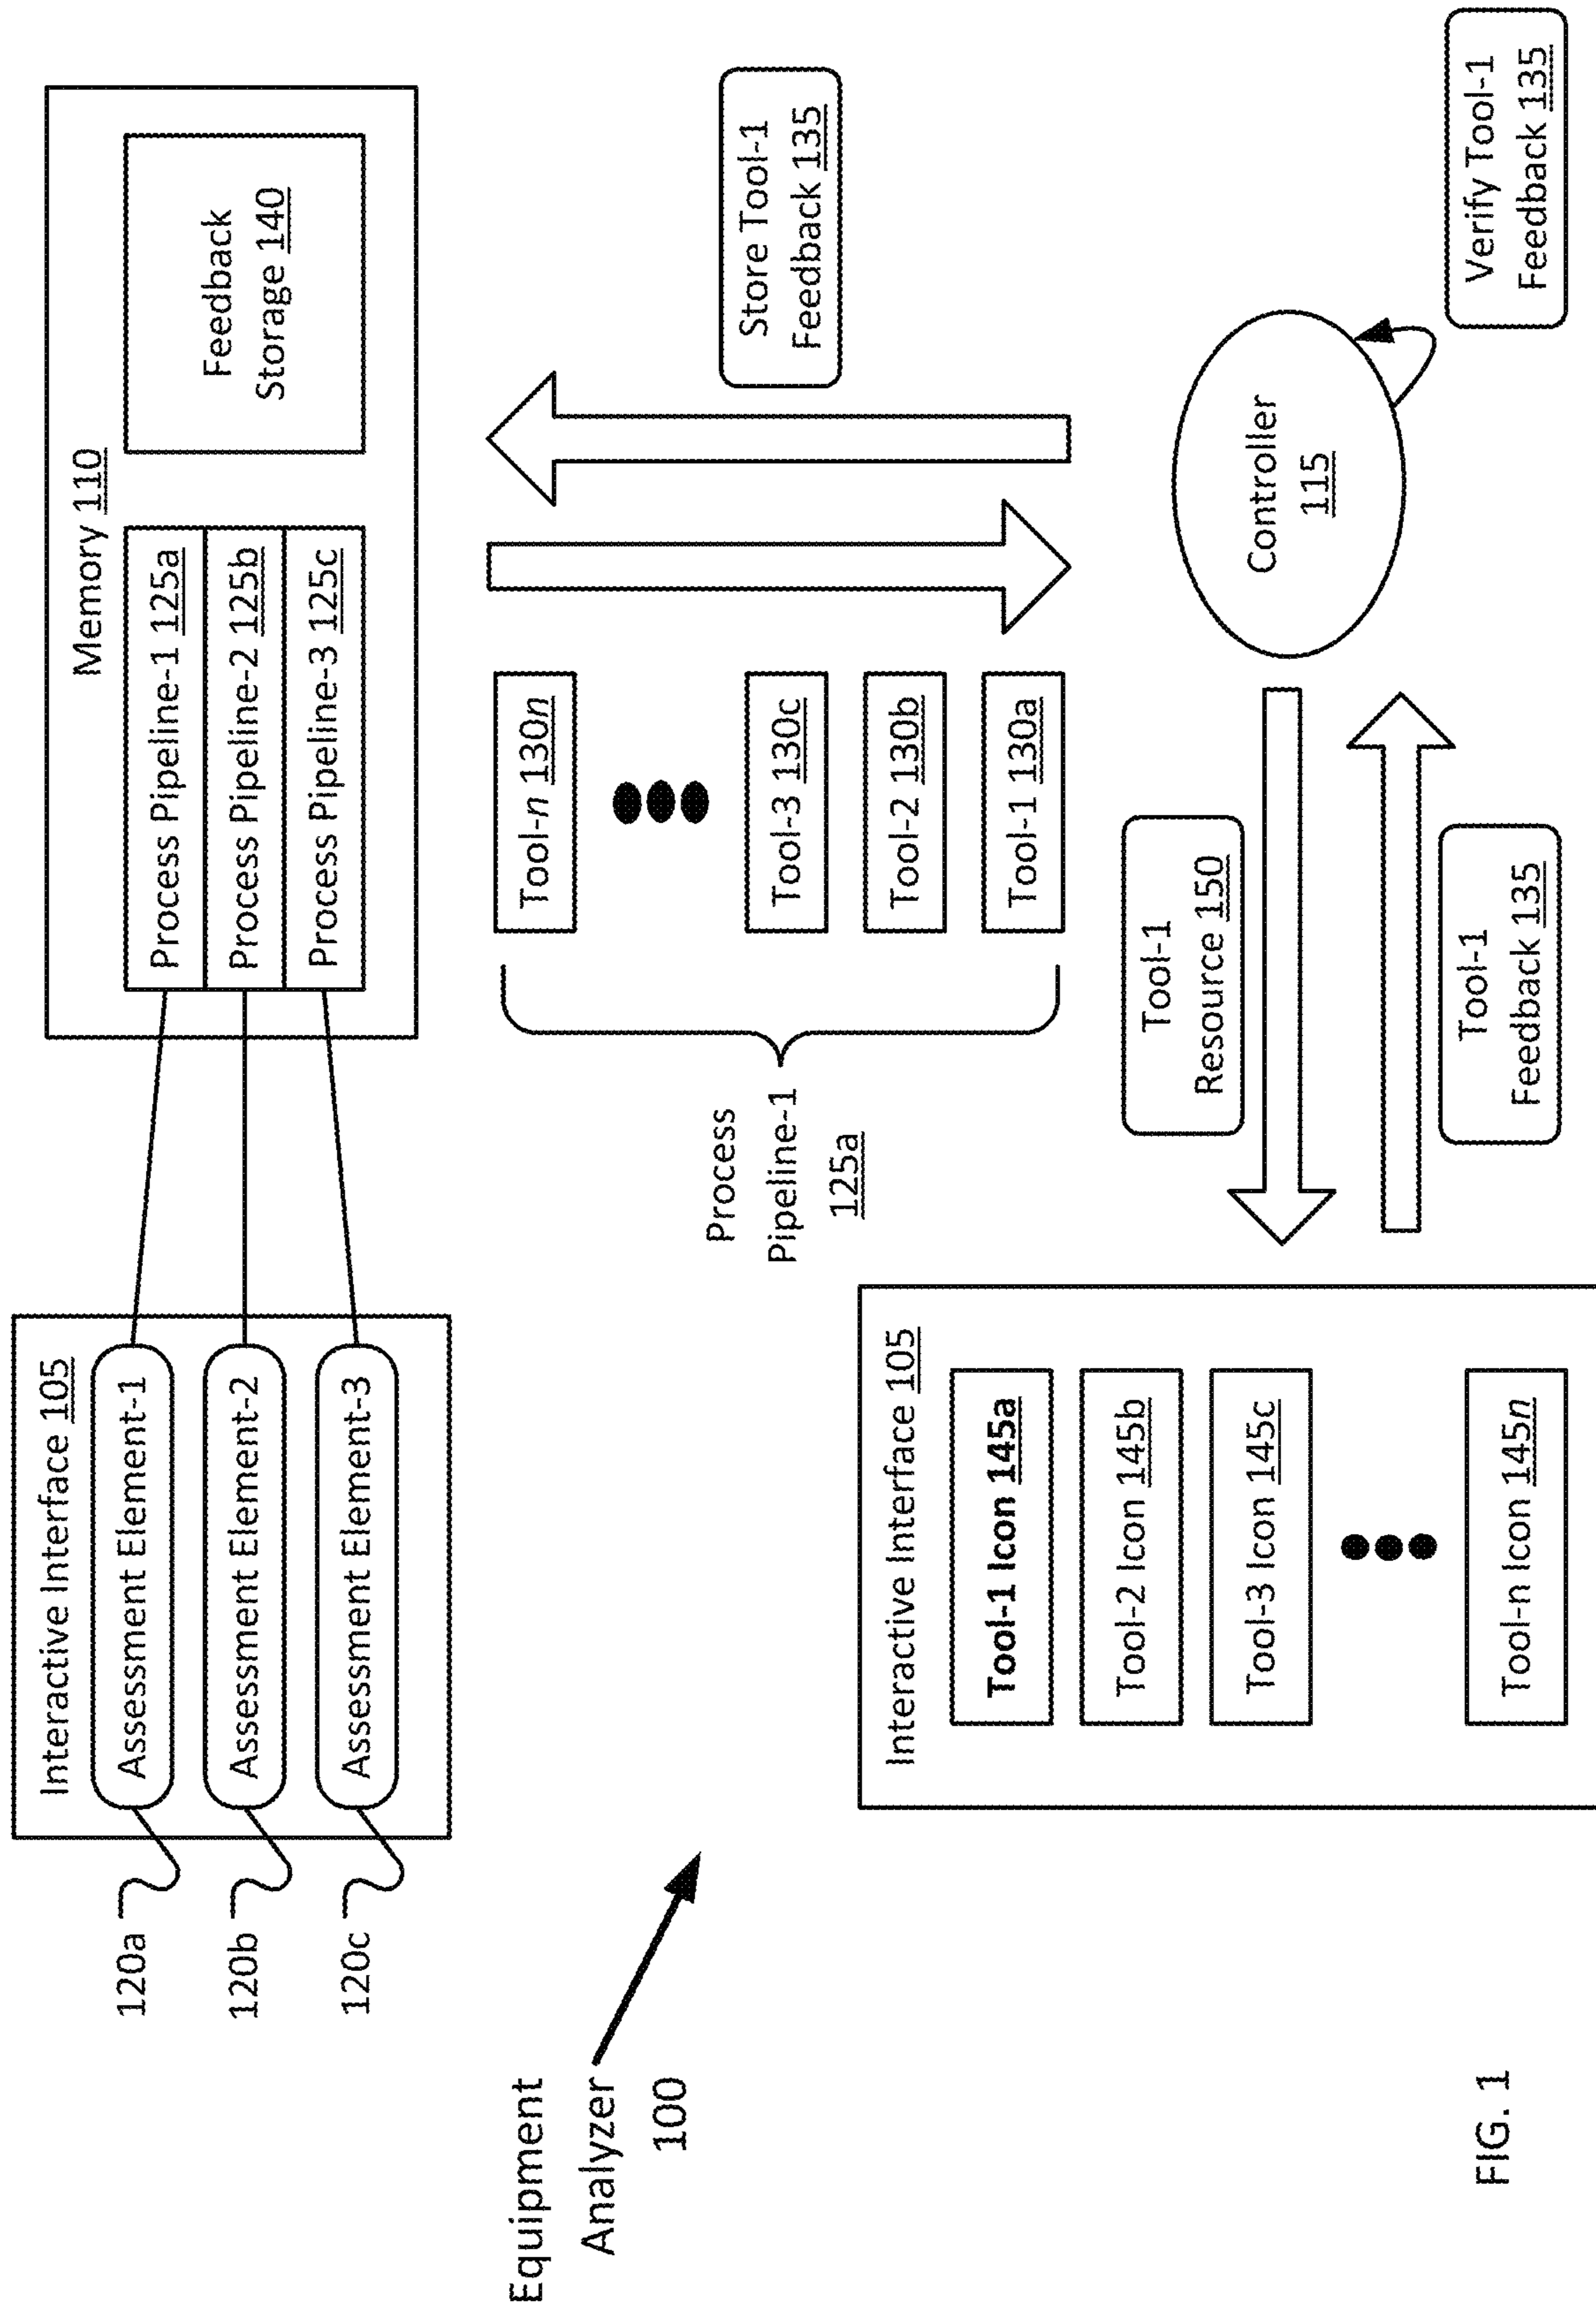 Interactive Interface 105
Assessment Element-1
Assessment Element-2
Assessment Element-3
120a
120b
120c
Memory 110
Process Pipeline-1 125a
Process Pipeline-2 125b
Process Pipeline-3 125c
Feedback
Storage 140
Equipment
Analyzer
100
Process
Pipeline-1
125a
Tool-n 130n
Tool-3 130c
Tool-2 130b
Tool-1 130a
Store Tool-1
Feedback 135
Interactive Interface 105
Tool-1 Icon 145a
Tool-2 Icon 145b
Tool-3 Icon 145c
Tool-n Icon 145n
Tool-1
Resource 150
Tool-1
Feedback 135
Controller
115
Verify Tool-1
Feedback 135
FIG. 1